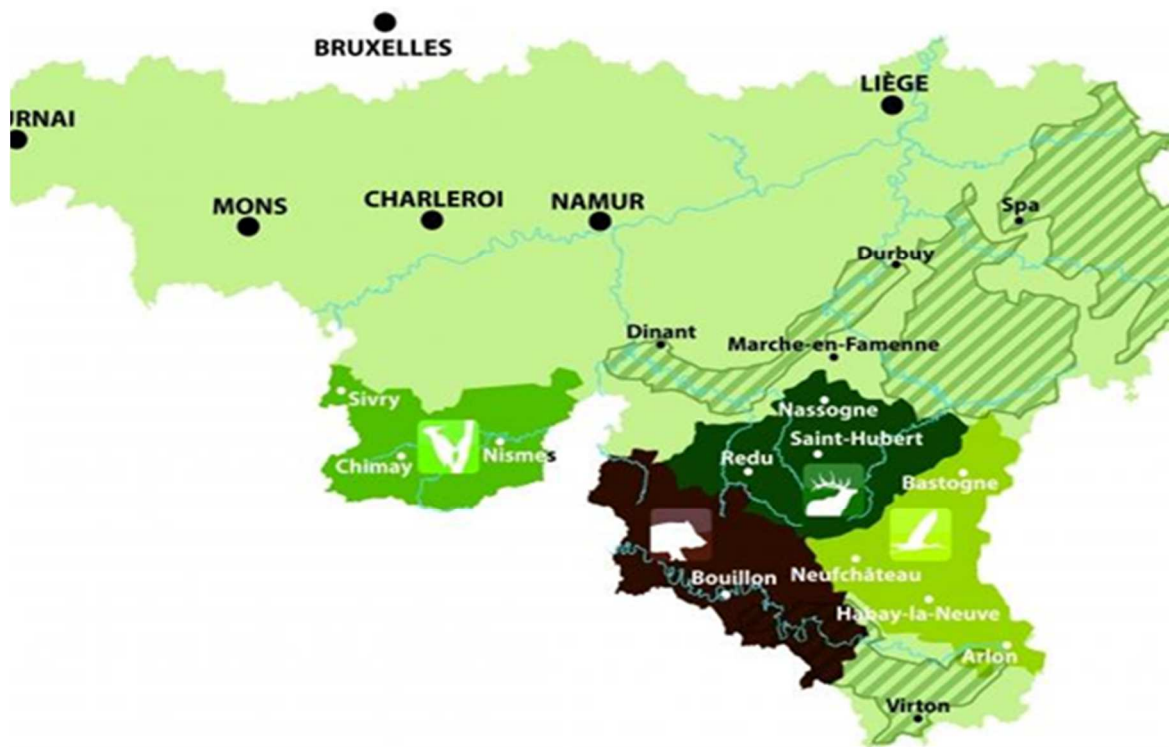 BRUXELLES
LIÈGE
URNAI
MONS
CHARLEROI
NAMUR
Spa
Durbuy
Dinant
Marche-en-Famenne
Sivry
Nassogne
Saint-Hubert
Chimay
Nismes
Redu
Bastogne
Bouillon
Neufchâteau
Habay-la-Neuve
Arlon
Virton